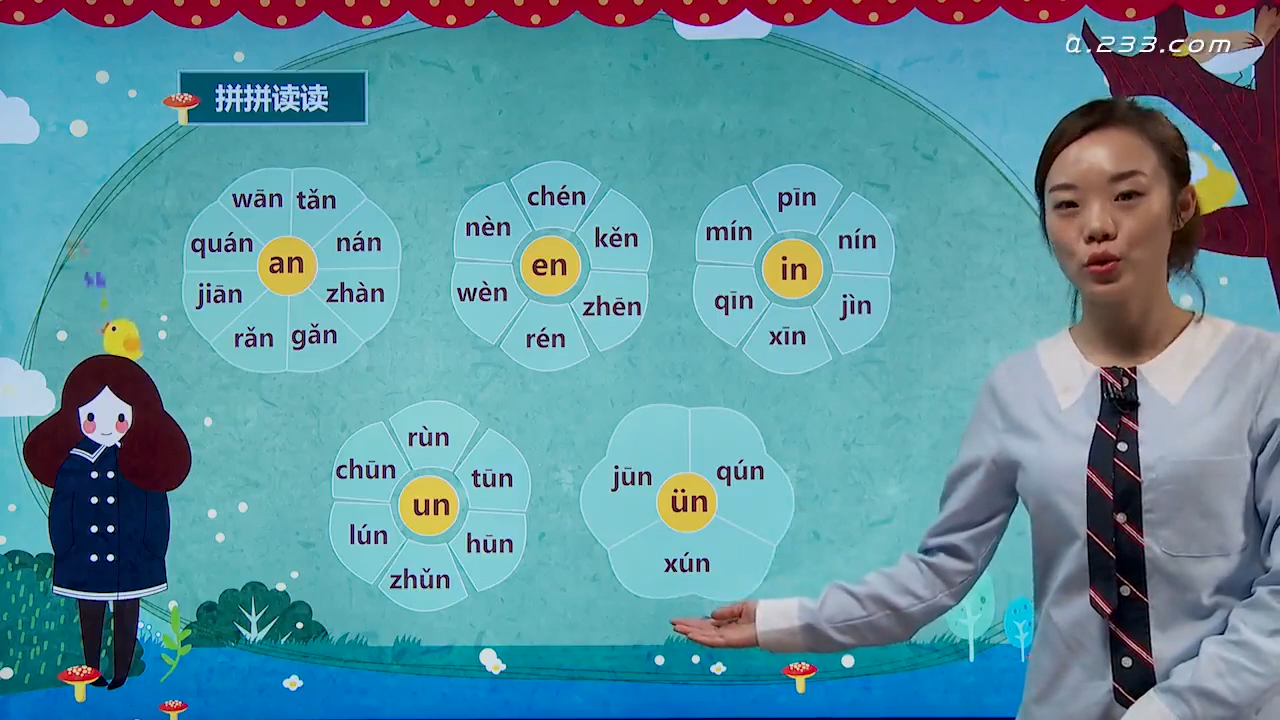 a.233.com
拼拼读读
wān tǎn
quán nán
an
jiān zhàn
rǎn gǎn
chén
nèn kěn
en
wèn zhēn
rén
pīn
mín nín
in
qīn jìn
xīn
rùn
chūn tūn
un
lún hūn
zhǔn
jūn qún
ün
xún